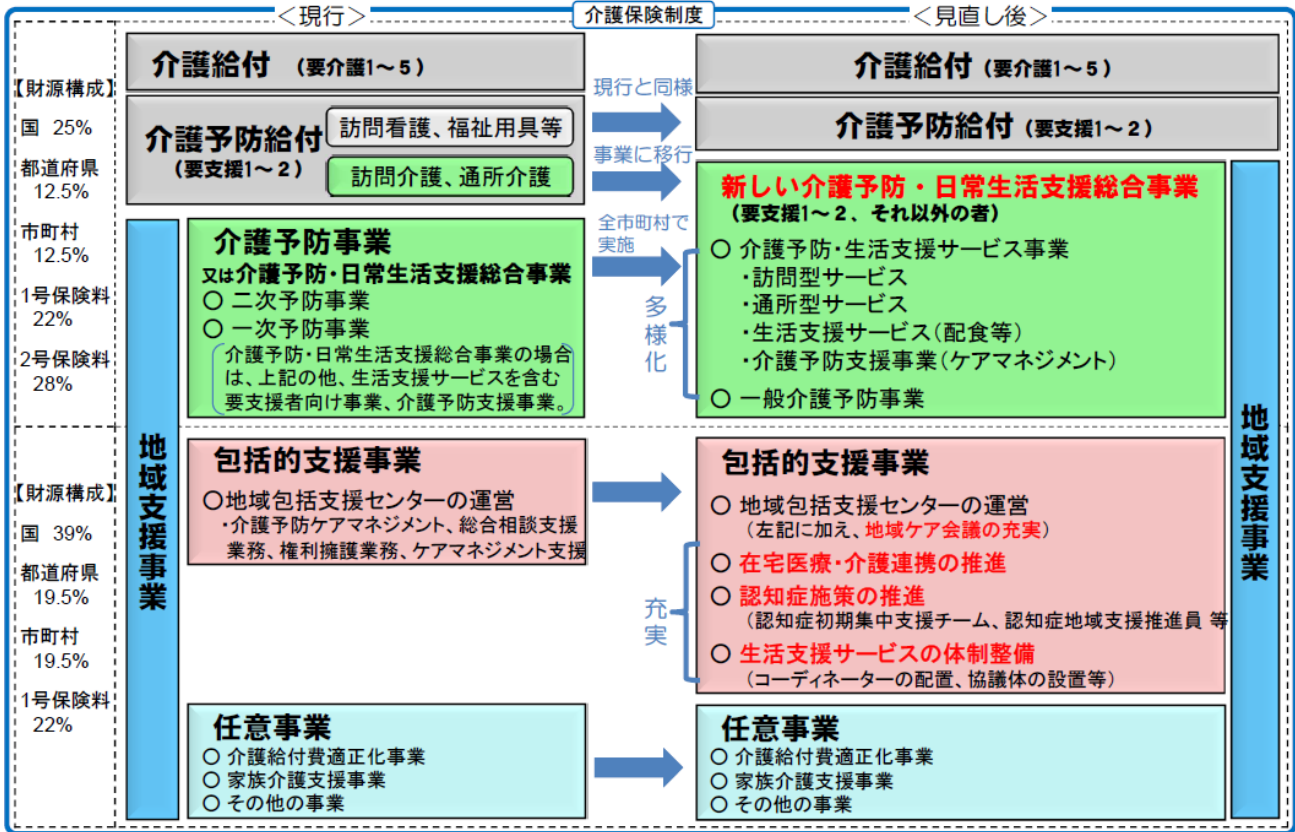 介護保険制度
＜現行＞
＜見直し後＞
【財源構成】
国 25%
都道府県
12.5%
市町村
12.5%
1号保険料
22%
2号保険料
28%
【財源構成】
国 39%
都道府県
19.5%
市町村
19.5%
1号保険料
22%
介護給付 （要介護1～5）
介護予防給付
（要支援1～2）
訪問看護、福祉用具等
訪問介護、通所介護
地域支援事業
介護予防事業
又は介護予防・日常生活支援総合事業
○ 二次予防事業
○ 一次予防事業
介護予防・日常生活支援総合事業の場合
は、上記の他、生活支援サービスを含む
要支援者向け事業、介護予防支援事業。
包括的支援事業
○地域包括支援センターの運営
・介護予防ケアマネジメント、総合相談支援
業務、権利擁護業務、ケアマネジメント支援
任意事業
○ 介護給付費適正化事業
○ 家族介護支援事業
○ その他の事業
現行と同様
事業に移行
全市町村で
実施
多様化
充実
介護給付 （要介護1～5）
介護予防給付 （要支援1～2）
新しい介護予防・日常生活支援総合事業
（要支援1～2、それ以外の者）
○ 介護予防・生活支援サービス事業
・訪問型サービス
・通所型サービス
・生活支援サービス（配食等）
・介護予防支援事業（ケアマネジメント）
○ 一般介護予防事業
包括的支援事業
○ 地域包括支援センターの運営
（左記に加え、地域ケア会議の充実）
○ 在宅医療・介護連携の推進
○ 認知症施策の推進
（認知症初期集中支援チーム、認知症地域支援推進員 等
○ 生活支援サービスの体制整備
（コーディネーターの配置、協議体の設置等）
任意事業
○ 介護給付費適正化事業
○ 家族介護支援事業
○ その他の事業
地域支援事業